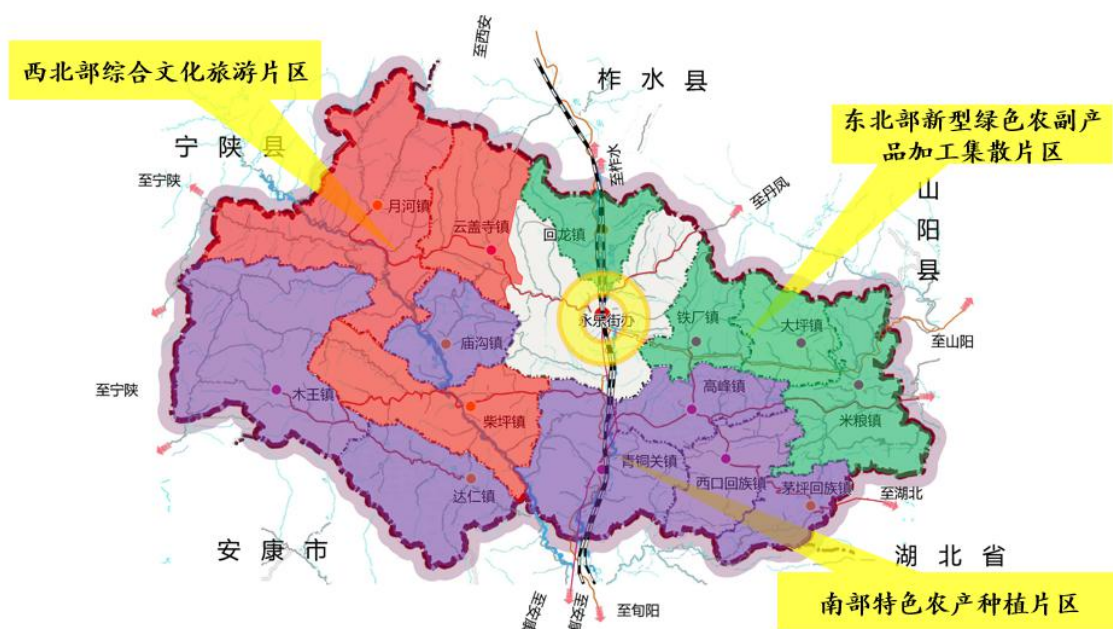 至西安
柞水县
西北部综合文化旅游片区
东北部新型绿色农副产
品加工集散片区
宁陕县
至宁陕
至柞水
至丹凤
山阳县
月河镇
云盖寺镇
回龙镇
永乐街办
铁厂镇
大坪镇
至山阳
庙沟镇
至宁陕
木王镇
高峰镇
柴坪镇
米粮镇
青铜关镇
西口回族镇
茅坪回族镇
达仁镇
至湖北
安康市
湖北省
至安康
至安康
至旬阳
南部特色农产种植片区